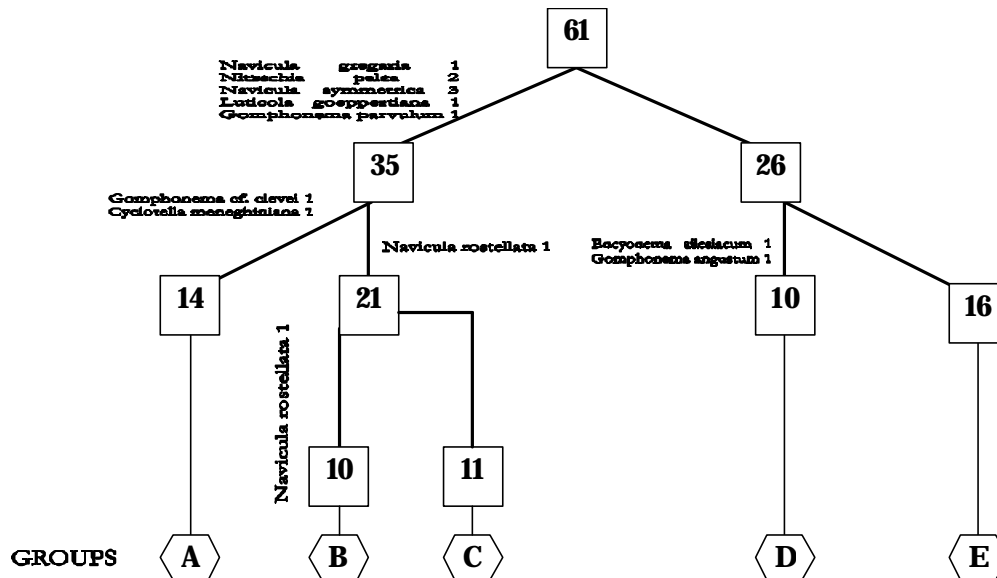 61
Navicula gregaria 1
Nitzschia palea 2
Navicula symmetrica 3
Luticola goeppertiana 1
Gomphonema parvulum 1
35
26
Gomphonema cf. clevei 1
Cyclotella meneghiniana 1
Navicula rostellata 1
Encyonema silesiacum 1
Gomphonema angustum 1
14
21
10
16
Navicula rostellata 1
10
11
GROUPS A B C D E